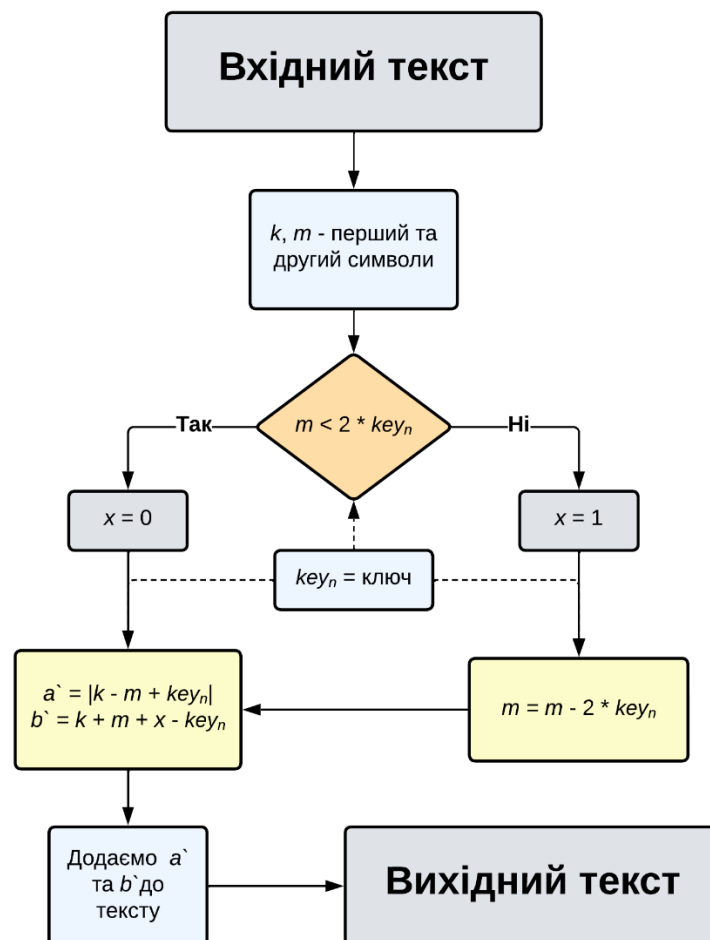 Вхідний текст
k, m - перший та
другий символи
m < 2 * keyₙ
Так
Ні
x = 0
x = 1
keyₙ = ключ
a` = |k - m + keyₙ|
b` = k + m + x - keyₙ
m = m - 2 * keyₙ
Додаємо a`
та b`до
тексту
Вихідний текст